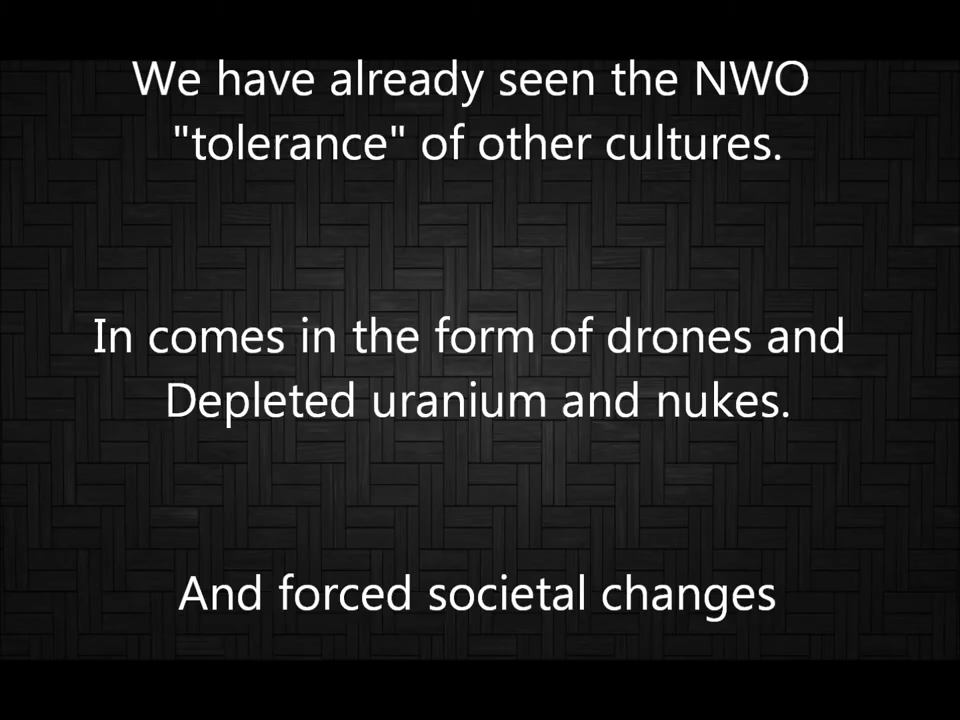 We have already seen the NWO
"tolerance" of other cultures.
In comes in the form of drones and
Depleted uranium and nukes.
And forced societal changes